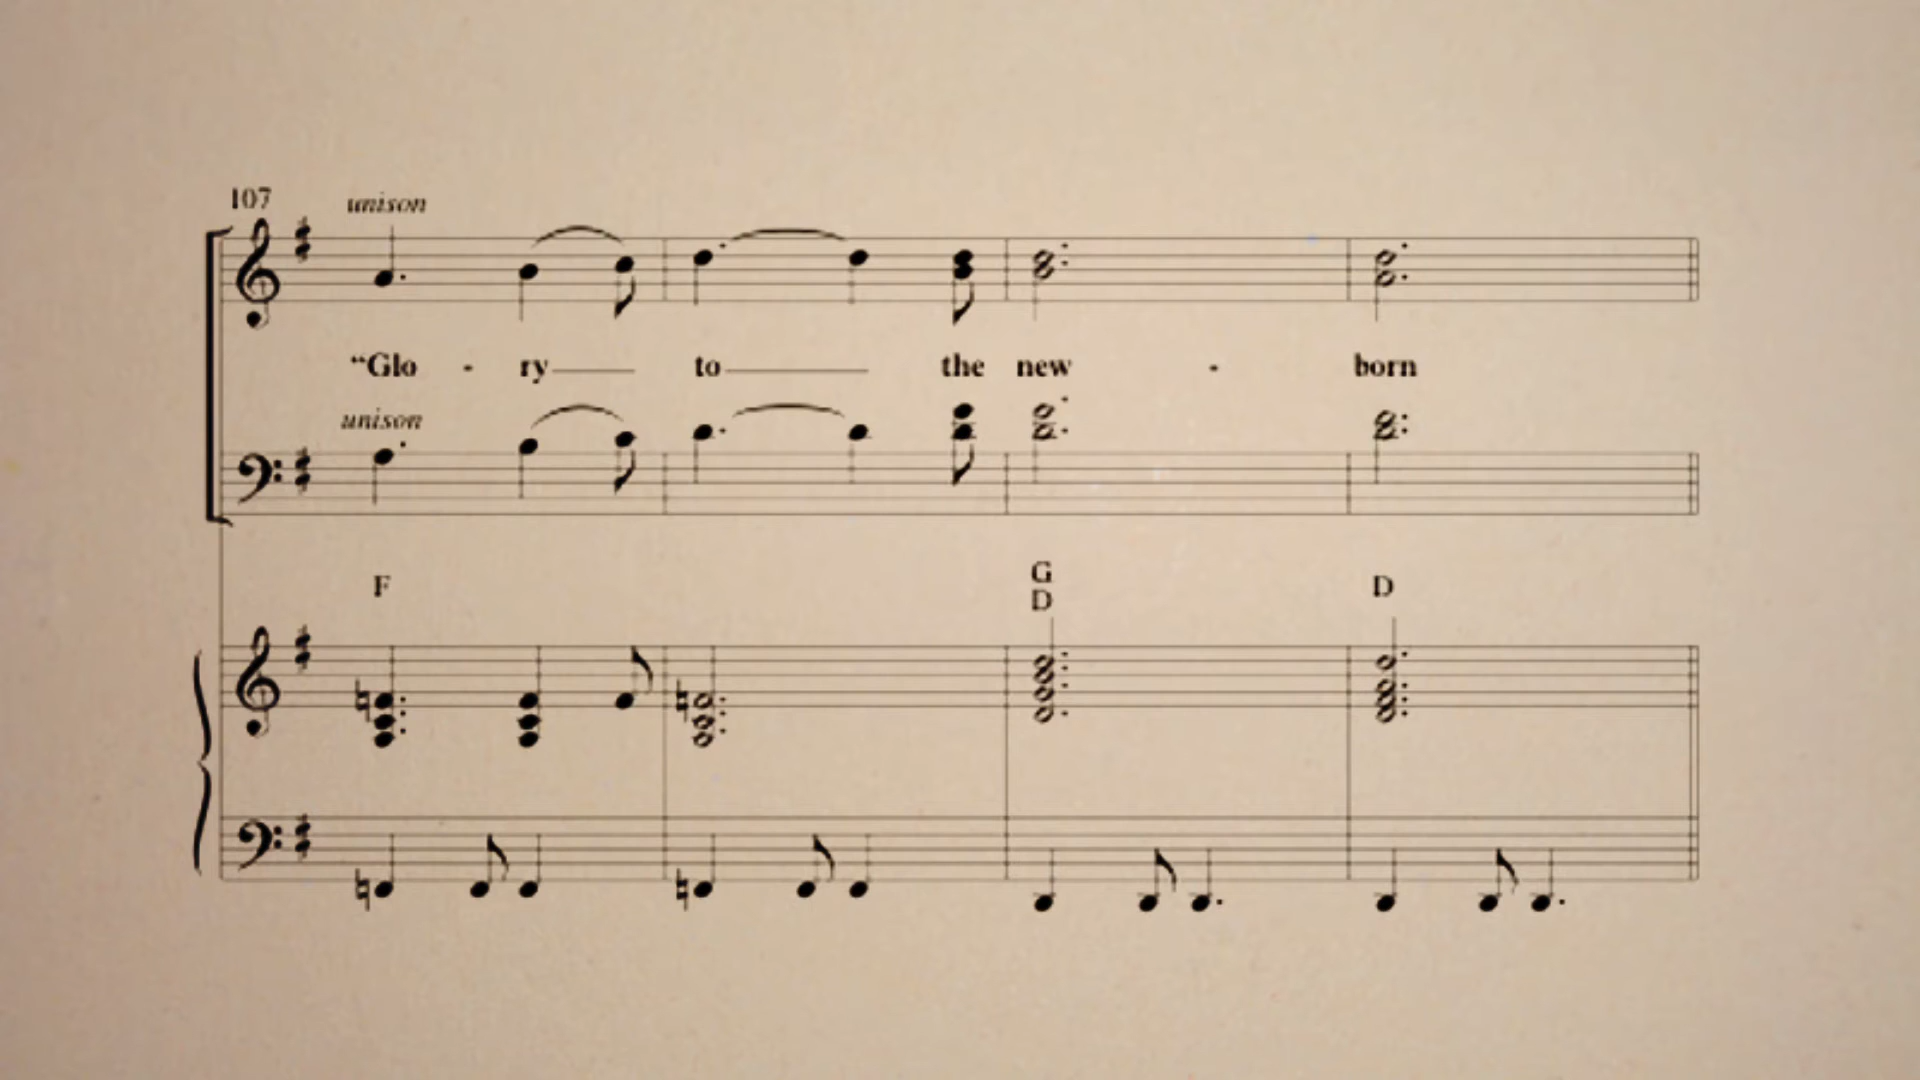 107
unison
“Glo - ry to the new - born
unison
F G D
D